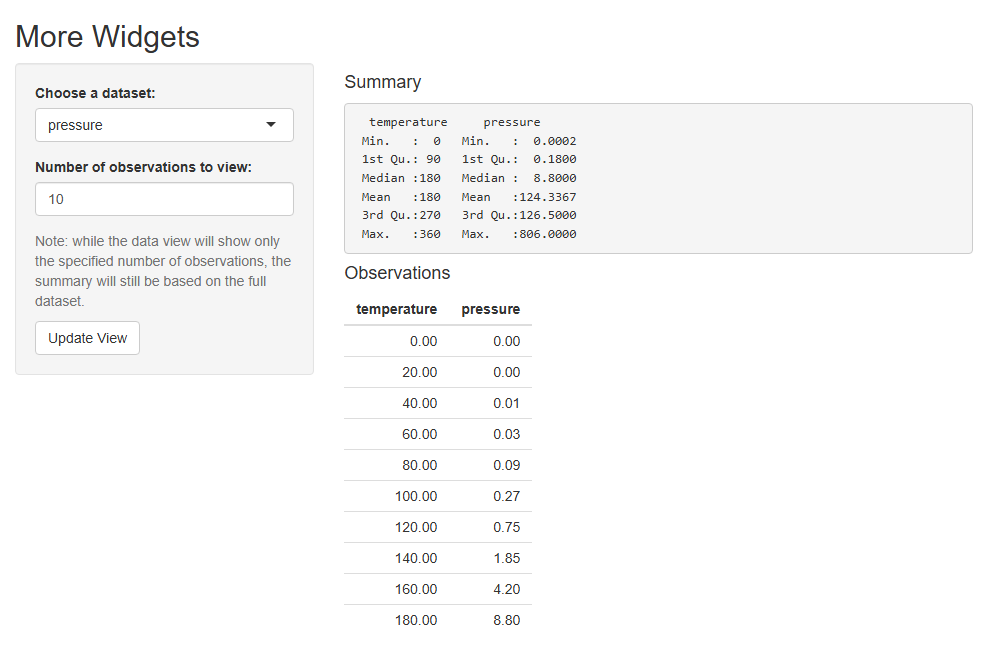 More Widgets
Choose a dataset:
pressure
Number of observations to view:
10
Note: while the data view will show only
the specified number of observations, the
summary will still be based on the full
dataset.
Update View
Summary
temperature     pressure
Min.   :  0   Min.   :  0.0002
1st Qu.: 90   1st Qu.:  0.1800
Median :180   Median :  8.8000
Mean   :180   Mean   :124.3367
3rd Qu.:270   3rd Qu.:126.5000
Max.   :360   Max.   :806.0000
Observations
temperature pressure
0.00 0.00
20.00 0.00
40.00 0.01
60.00 0.03
80.00 0.09
100.00 0.27
120.00 0.75
140.00 1.85
160.00 4.20
180.00 8.80